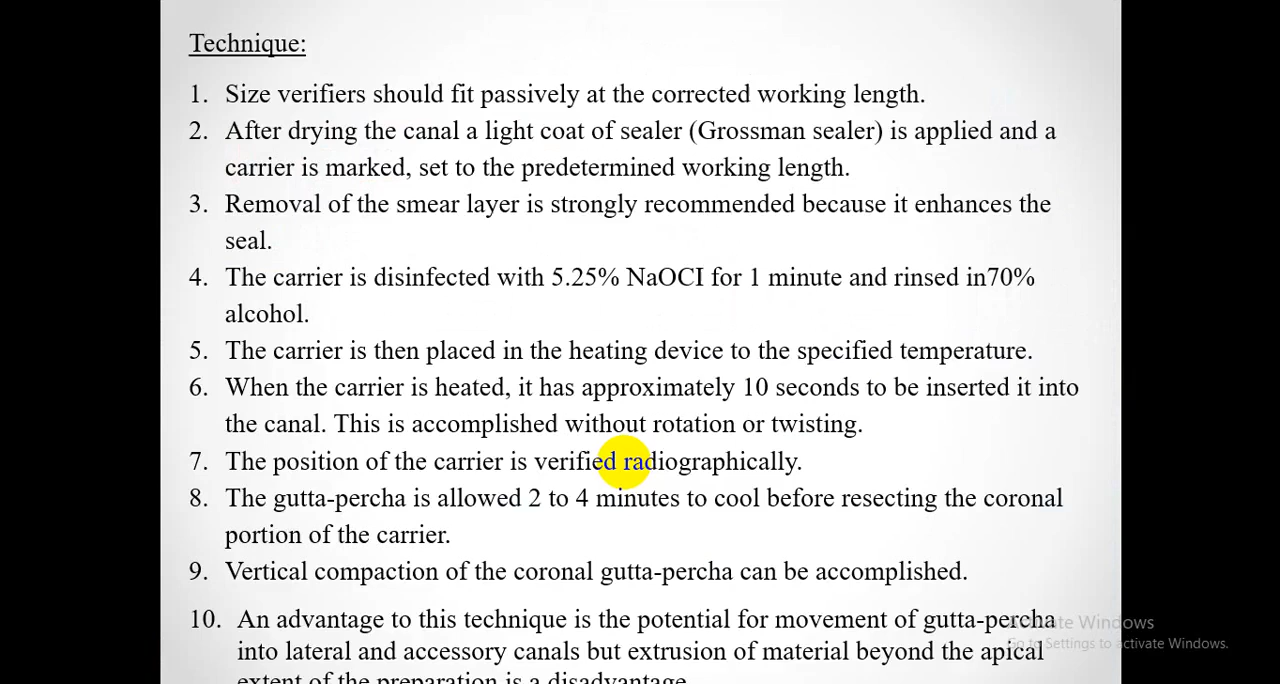 Technique:
1. Size verifiers should fit passively at the corrected working length.
2. After drying the canal a light coat of sealer (Grossman sealer) is applied and a
carrier is marked, set to the predetermined working length.
3. Removal of the smear layer is strongly recommended because it enhances the
seal.
4. The carrier is disinfected with 5.25% NaOCI for 1 minute and rinsed in70%
alcohol.
5. The carrier is then placed in the heating device to the specified temperature.
6. When the carrier is heated, it has approximately 10 seconds to be inserted it into
the canal. This is accomplished without rotation or twisting.
7. The position of the carrier is verified radiographically.
8. The gutta-percha is allowed 2 to 4 minutes to cool before resecting the coronal
portion of the carrier.
9. Vertical compaction of the coronal gutta-percha can be accomplished.
10. An advantage to this technique is the potential for movement of gutta-percha
into lateral and accessory canals but extrusion of material beyond the apical
extent of the preparation is a disadvantage
Activate Windows
Go to Settings to activate Windows.